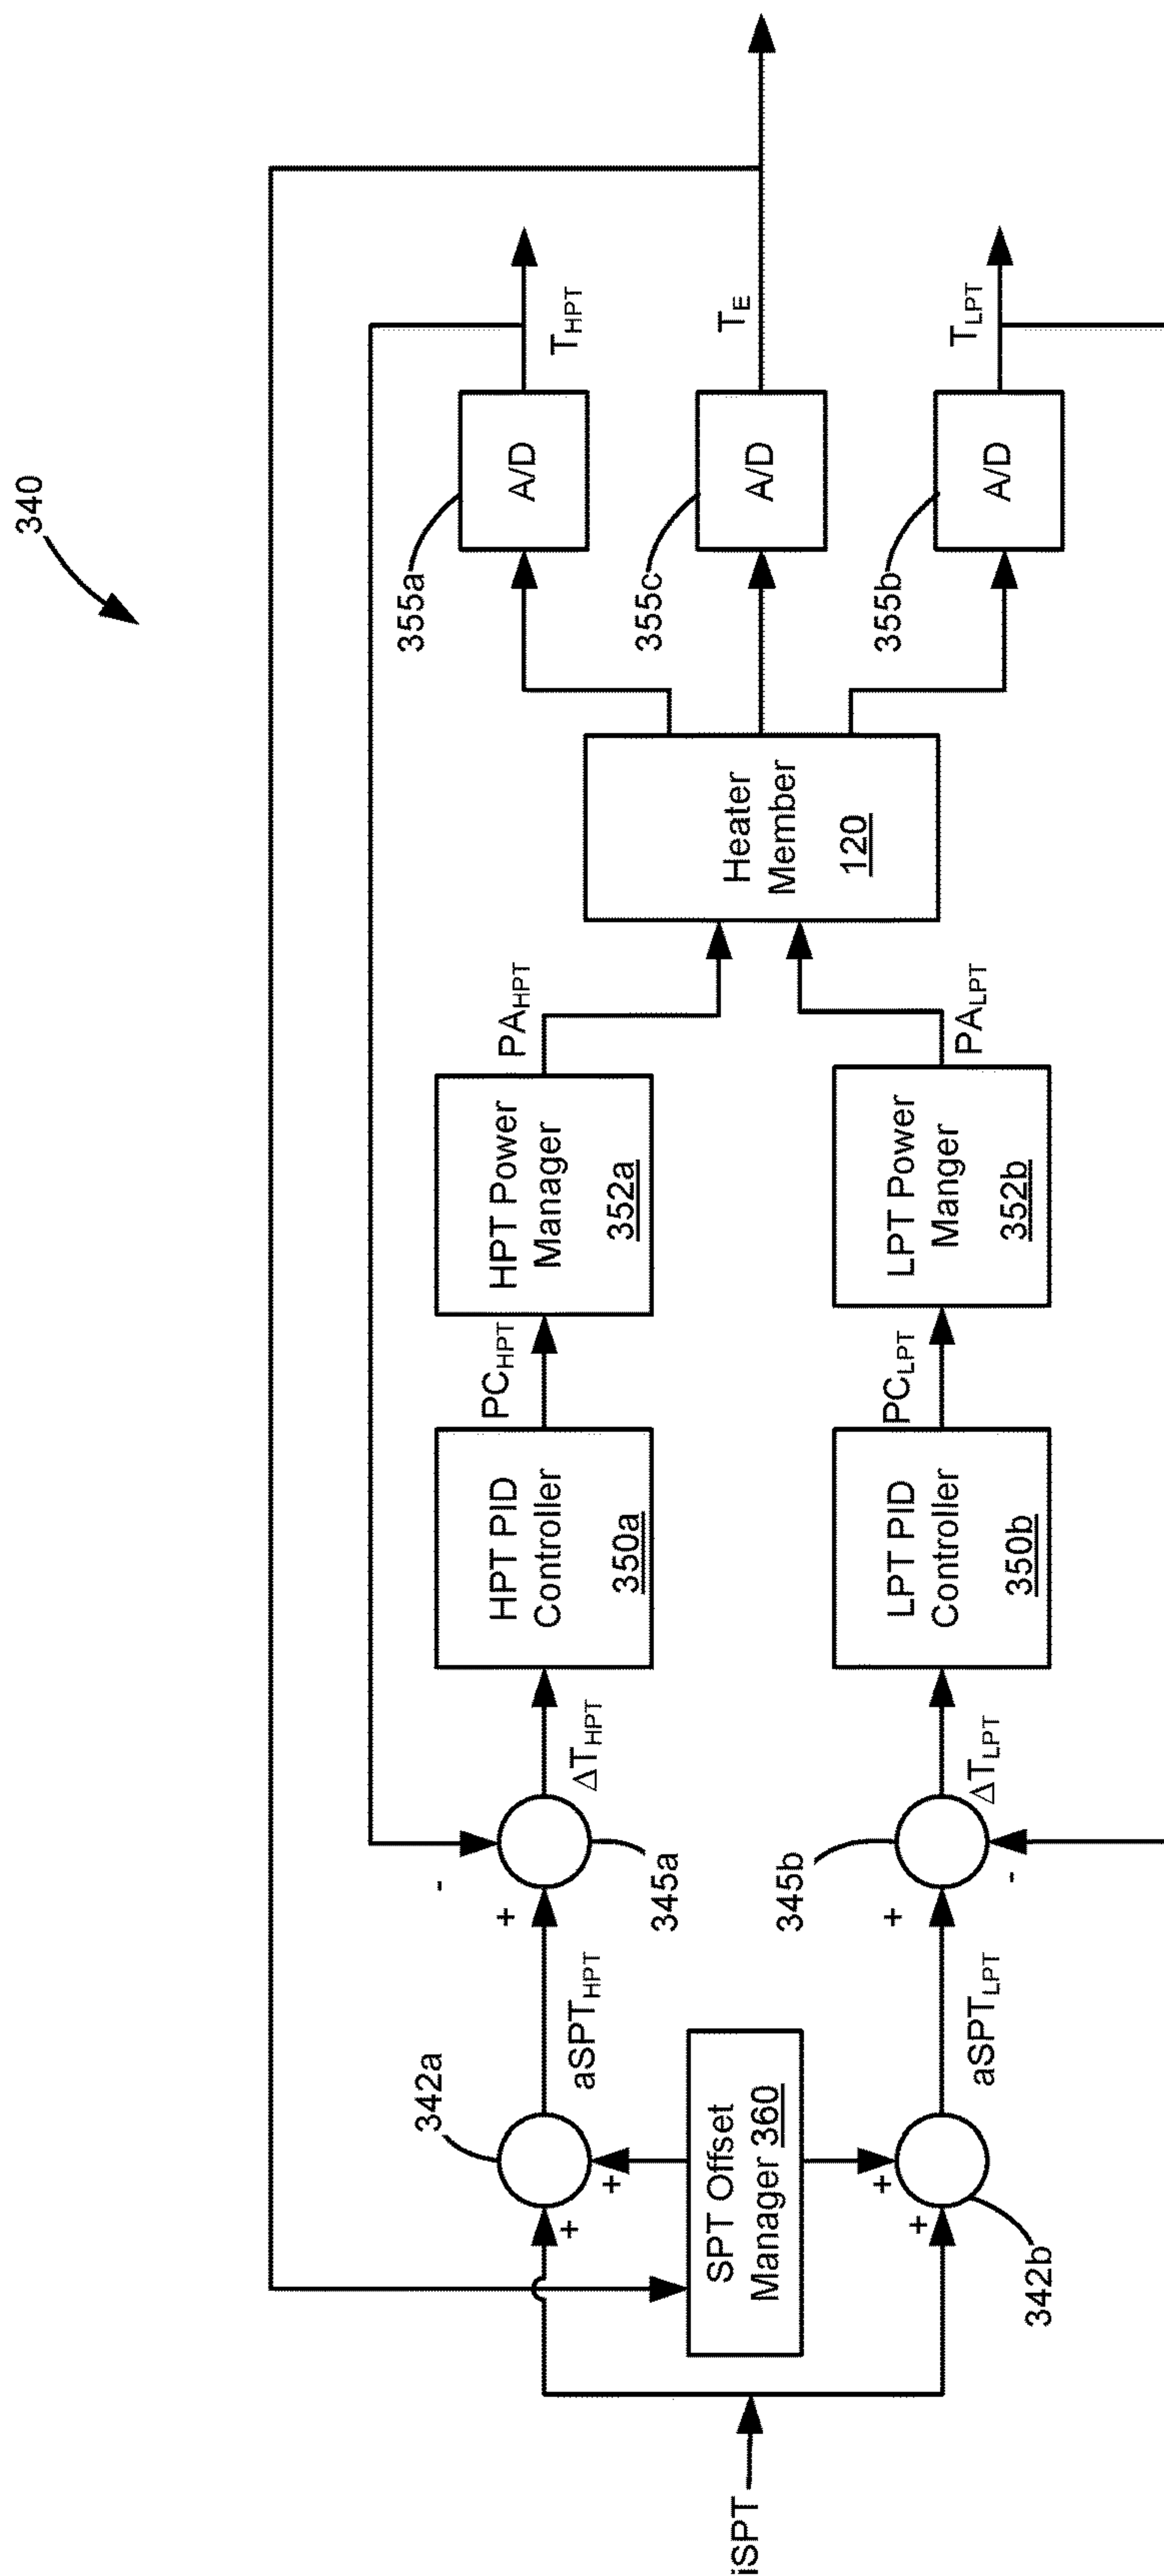 340
iSPT
342a
+
+
SPT Offset
Manager 360
+
+
342b
aSPTHPT
aSPTLPT
-
+
345a
345b
+
-
ΔTHPT
ΔTLPT
HPT PID
Controller
350a
LPT PID
Controller
350b
PCHPT
PCLPT
HPT Power
Manager
352a
LPT Power
Manger
352b
PAHPT
PALPT
Heater
Member
120
355a
A/D
355c
A/D
355b
A/D
THPT
TE
TLPT